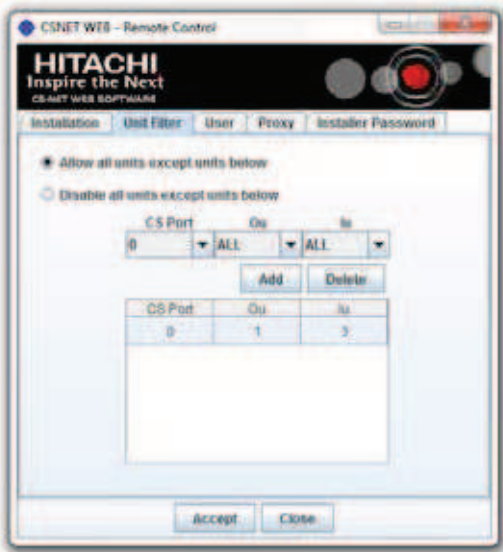 CSNET WEB - Remote Control
HITACHI
Inspire the Next
CS-NET WEB SOFTWARE
Installation Unit Filter User Proxy Installer Password
Allow all units except units below
Disable all units except units below
CS Port Ou Iu
0 ALL ALL
Add Delete
CS Port Ou Iu
0 1 3
Accept Close